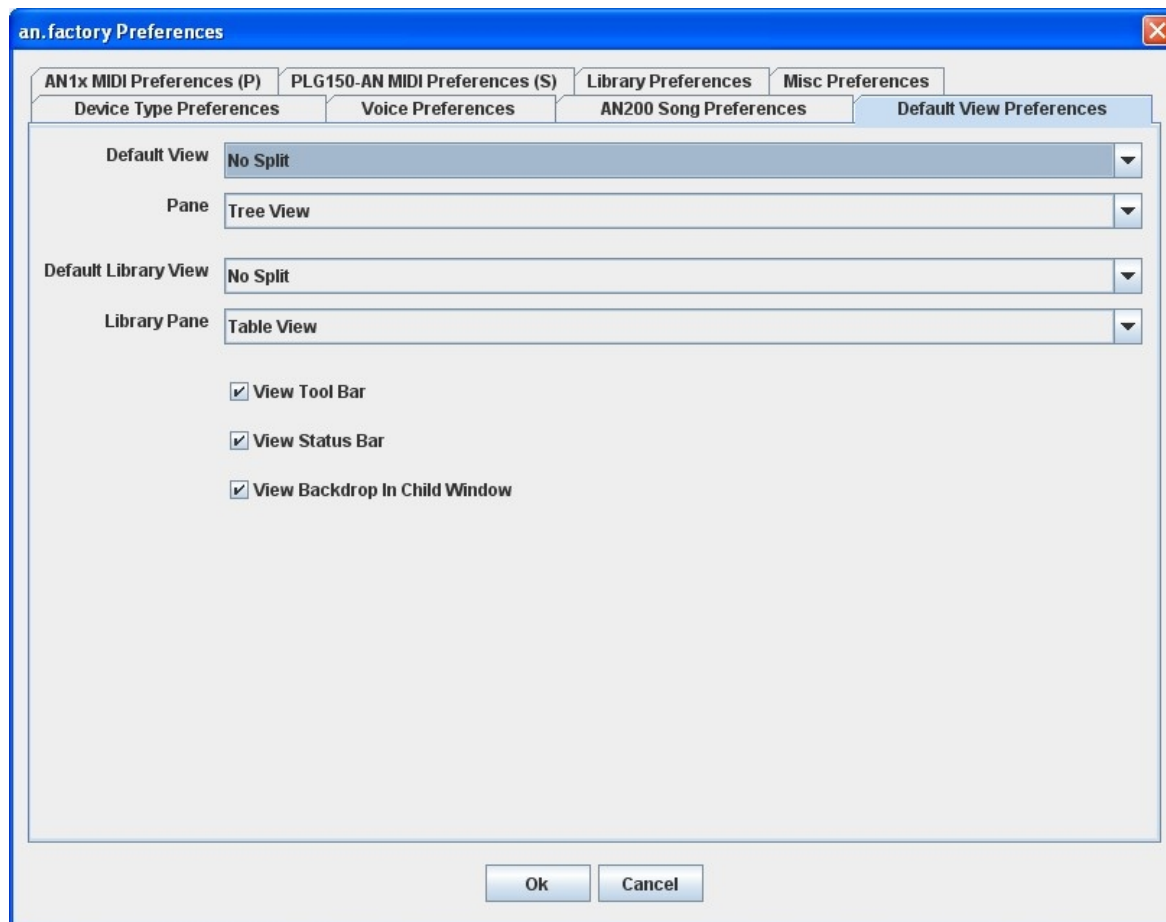 an.factory Preferences
AN1x MIDI Preferences (P) PLG150-AN MIDI Preferences (S) Library Preferences Misc Preferences
Device Type Preferences Voice Preferences AN200 Song Preferences Default View Preferences
Default View No Split
Pane Tree View
Default Library View No Split
Library Pane Table View
View Tool Bar
View Status Bar
View Backdrop In Child Window
Ok Cancel